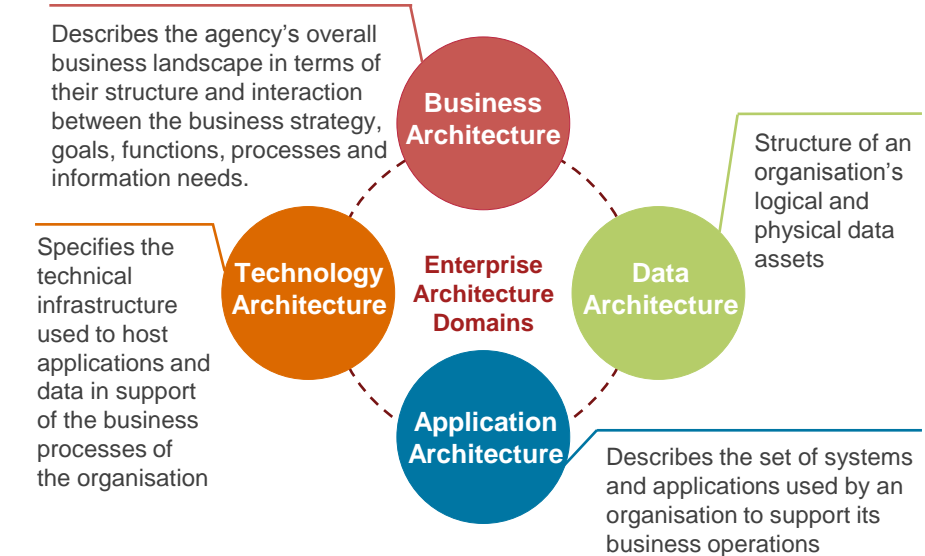 Describes the agency’s overall
business landscape in terms of
their structure and interaction
between the business strategy,
goals, functions, processes and
information needs.
Business
Architecture
Structure of an
organisation’s
logical and
physical data
assets
Specifies the
technical
infrastructure
used to host
applications and
data in support
of the business
processes of
the organisation
Technology
Architecture
Enterprise
Architecture
Domains
Data
Architecture
Application
Architecture
Describes the set of systems
and applications used by an
organisation to support its
business operations